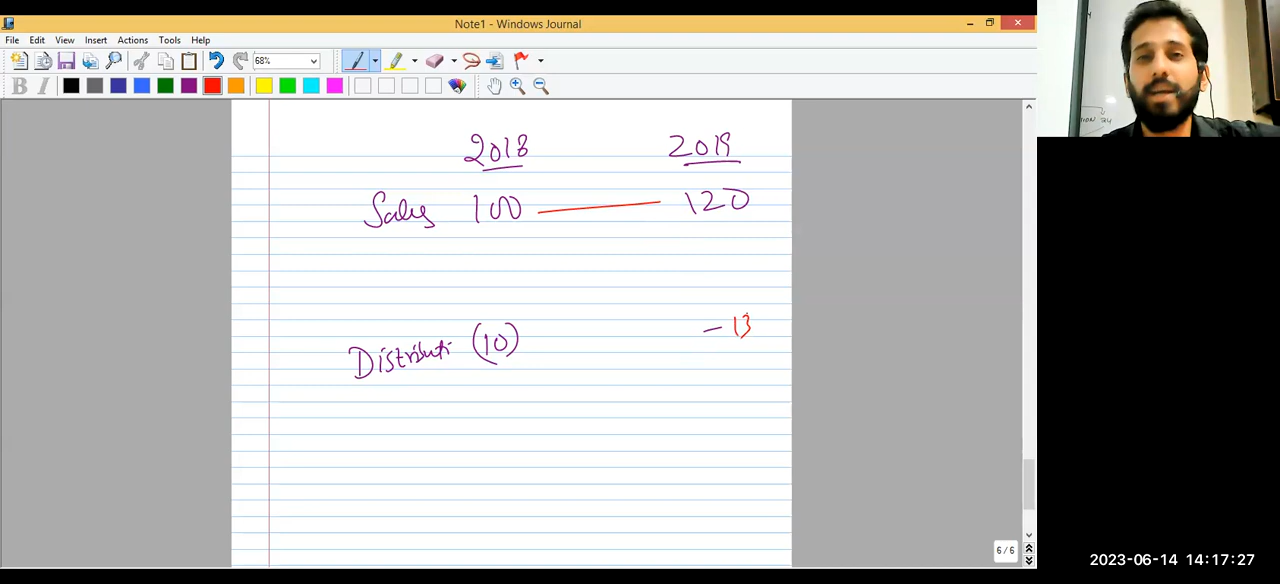 Note1 - Windows Journal
File Edit View Insert Actions Tools Help
68%
B I
2018 2019
Sales 100 120
Distributi (10) - 13
6/6
2023-06-14 14:17:27